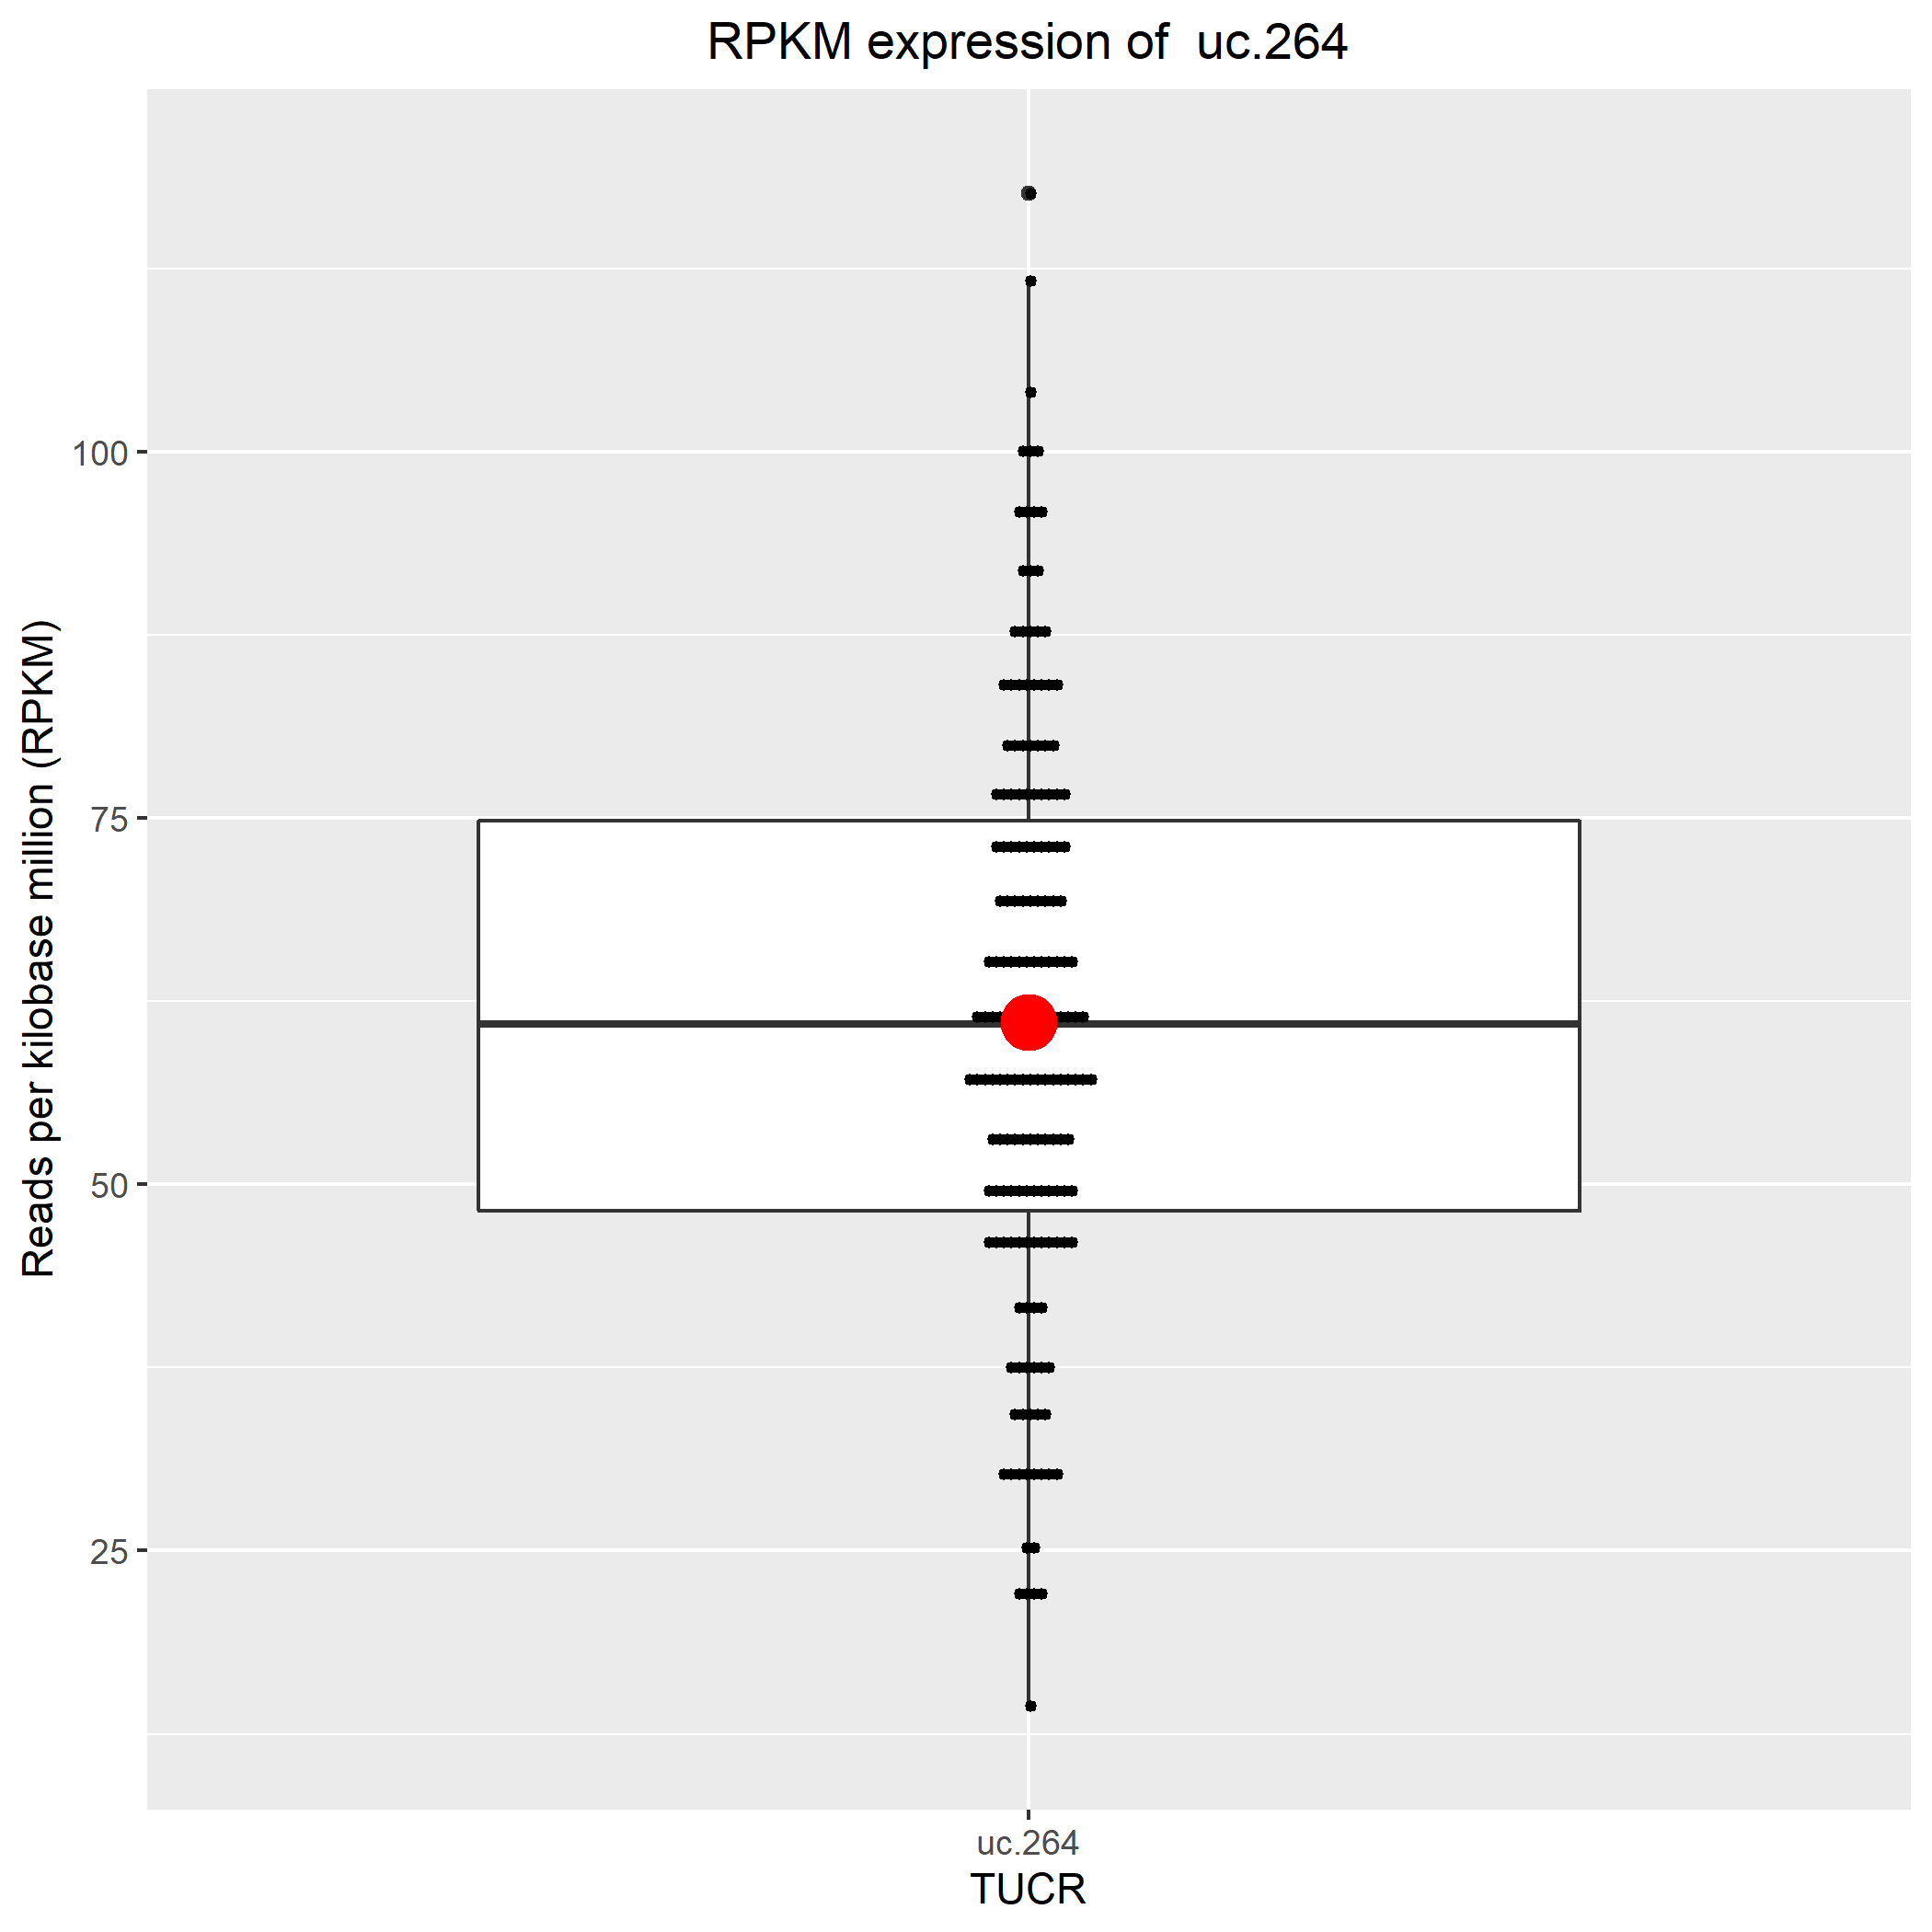 RPKM expression of  uc.264
Reads per kilobase million (RPKM)
100
75
50
25
uc.264
TUCR